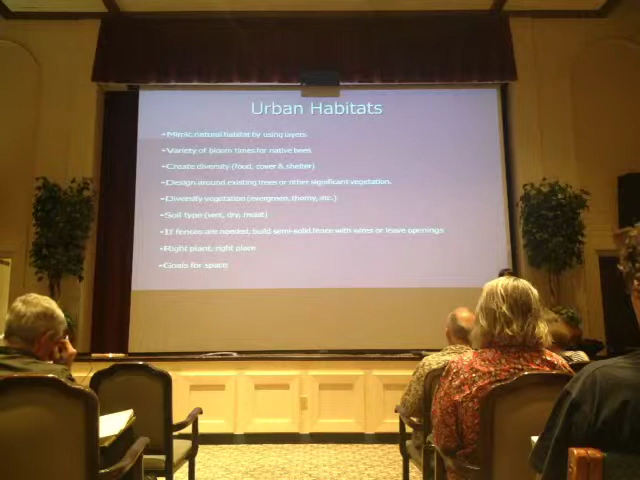 Urban Habitats
•Mimic natural habitat by using layers
•Variety of bloom times for native bees
•Create diversity (food, cover & shelter)
•Design around existing trees or other significant vegetation.
•Diversity vegetation (evergreen, thorny, etc.)
•Soil type (wet, dry, moist)
•If fences are needed, build semi-solid fence with wires or leave openings
•Right plant, right place
•Goals for space